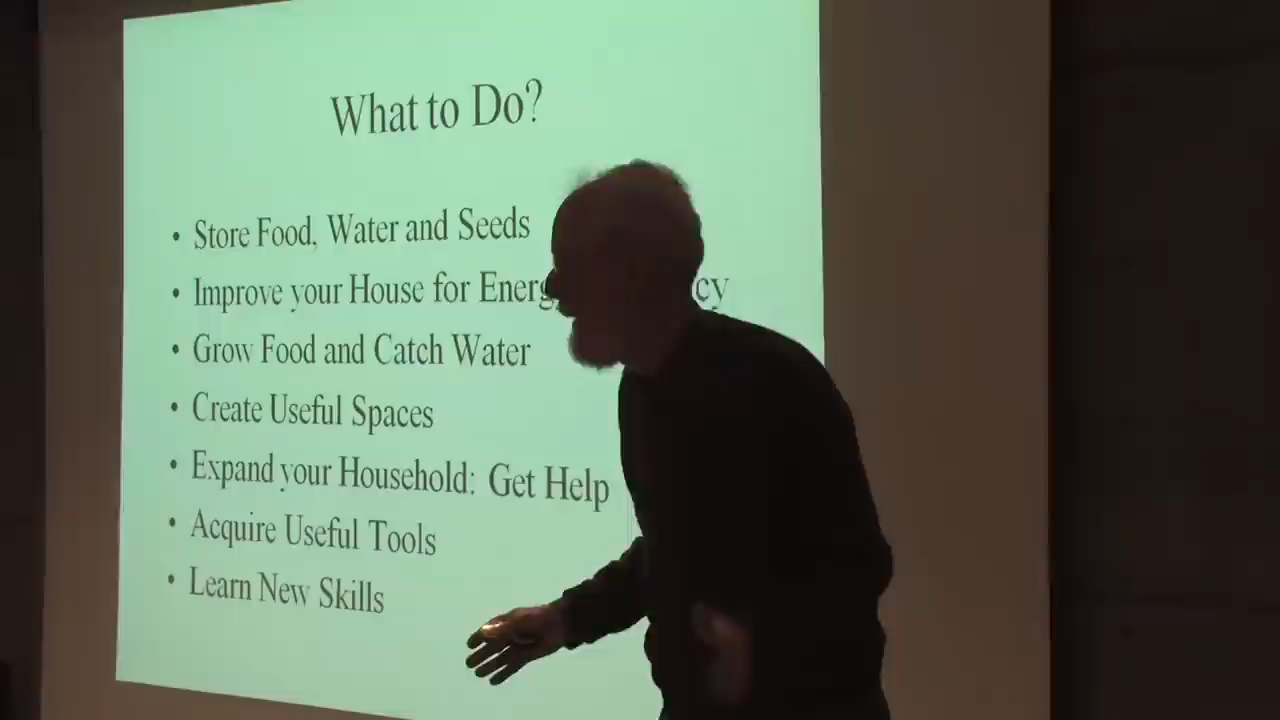 What to Do?
• Store Food, Water and Seeds
• Improve your House for Energ cy
• Grow Food and Catch Water
• Create Useful Spaces
• Expand your Household: Get Help
• Acquire Useful Tools
• Learn New Skills